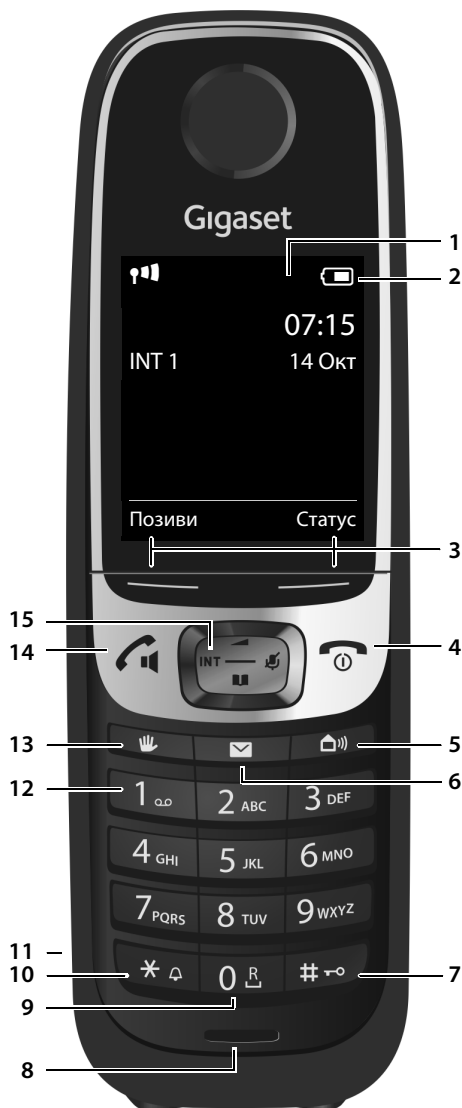 Gigaset
1
2
07:15
INT 1 14 Окт
Позиви Статус
3
15
14
INT
4
13
5
6
12
1
2 ABC
3 DEF
4 GHI
5 JKL
6 MNO
7 PQRS
8 TUV
9 WXYZ
11
10
*
0 R
#
7
9
8